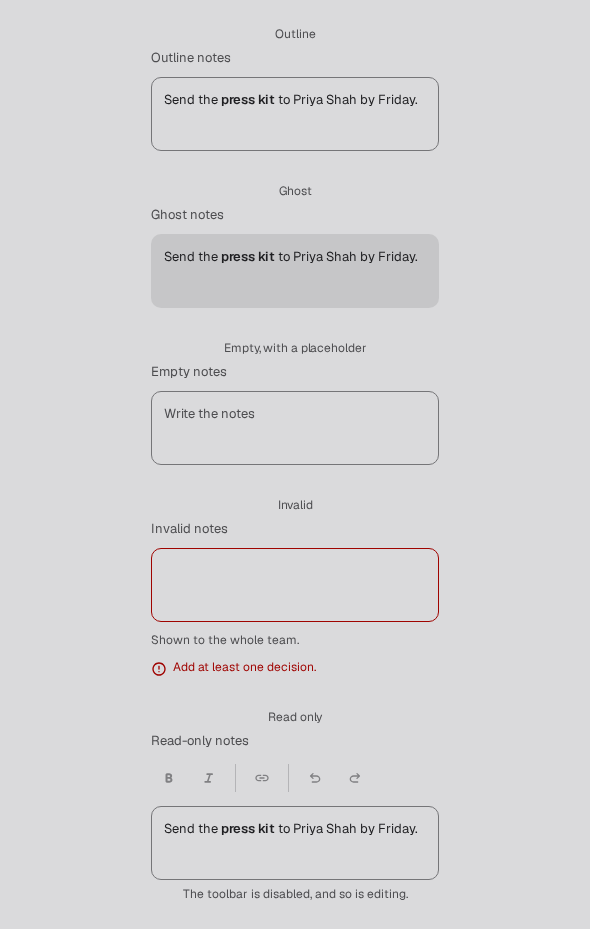 Outline
Outline notes
Send the press kit to Priya Shah by Friday.
Ghost
Ghost notes
Send the press kit to Priya Shah by Friday.
Empty, with a placeholder
Empty notes
Write the notes
Invalid
Invalid notes
Shown to the whole team.
Add at least one decision.
Read only
Read-only notes
B I
Send the press kit to Priya Shah by Friday.
The toolbar is disabled, and so is editing.